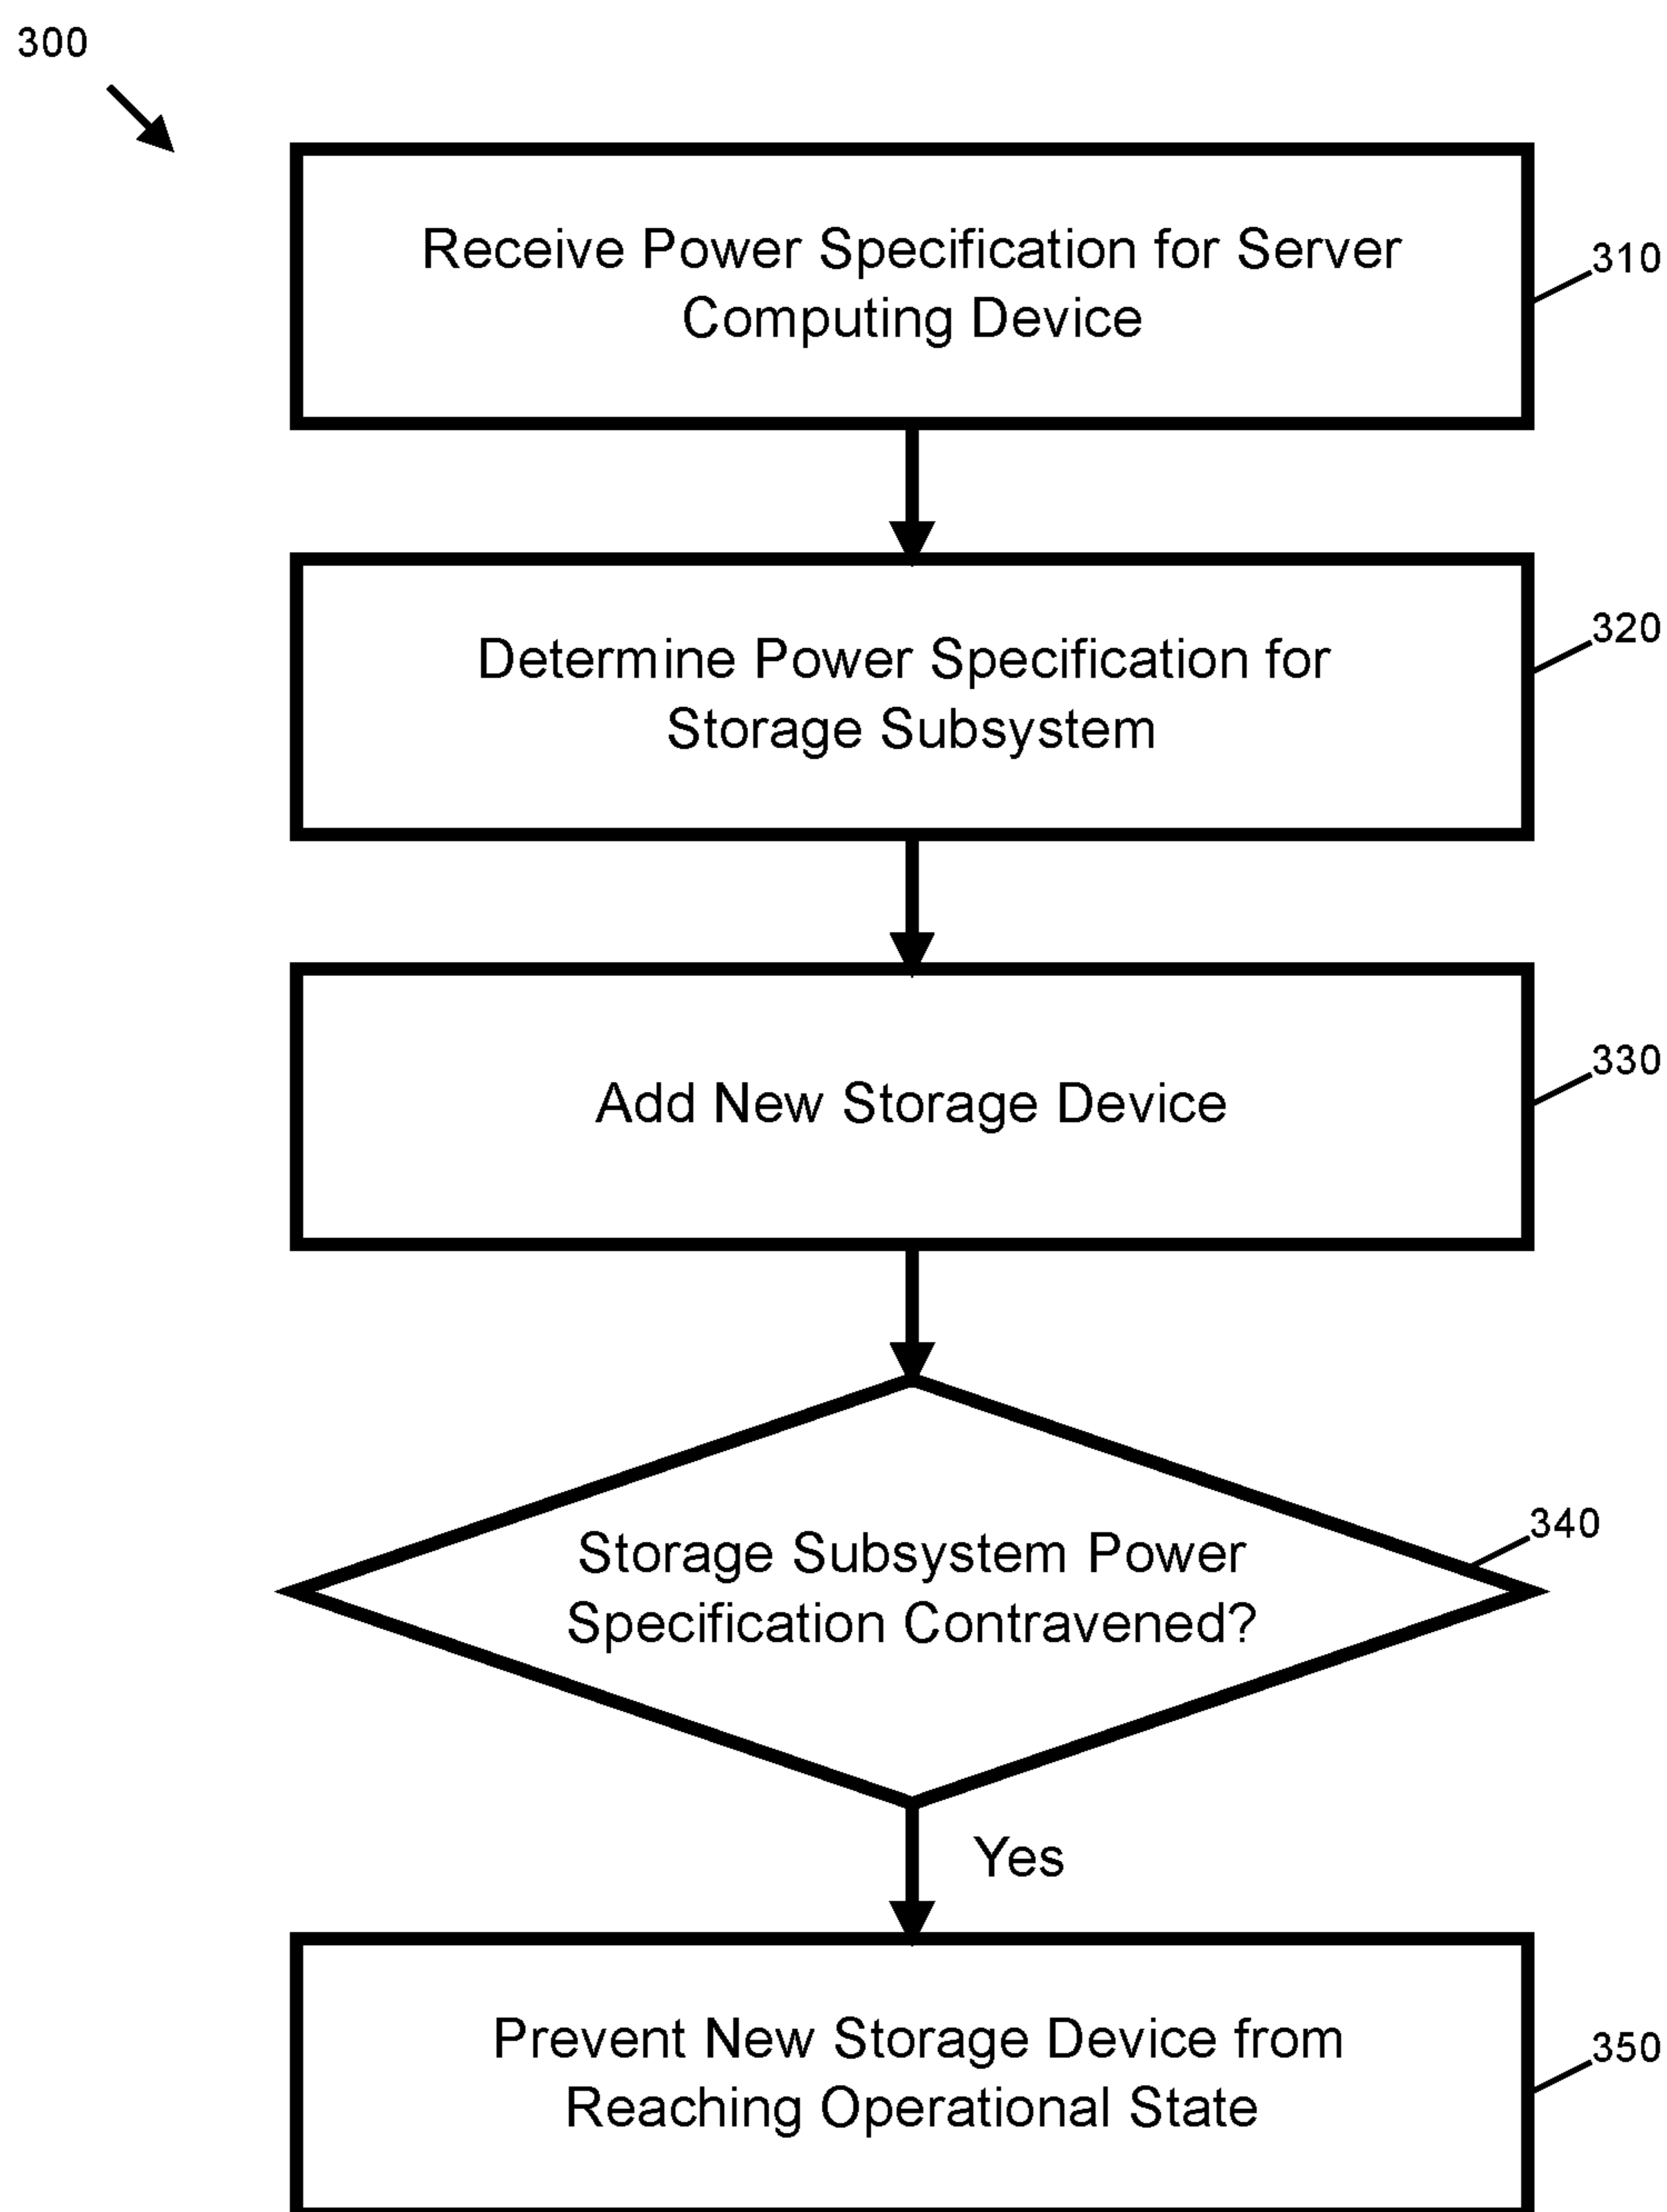 300
Receive Power Specification for Server
Computing Device
310
Determine Power Specification for
Storage Subsystem
320
Add New Storage Device
330
Storage Subsystem Power
Specification Contravened?
340
Yes
Prevent New Storage Device from
Reaching Operational State
350